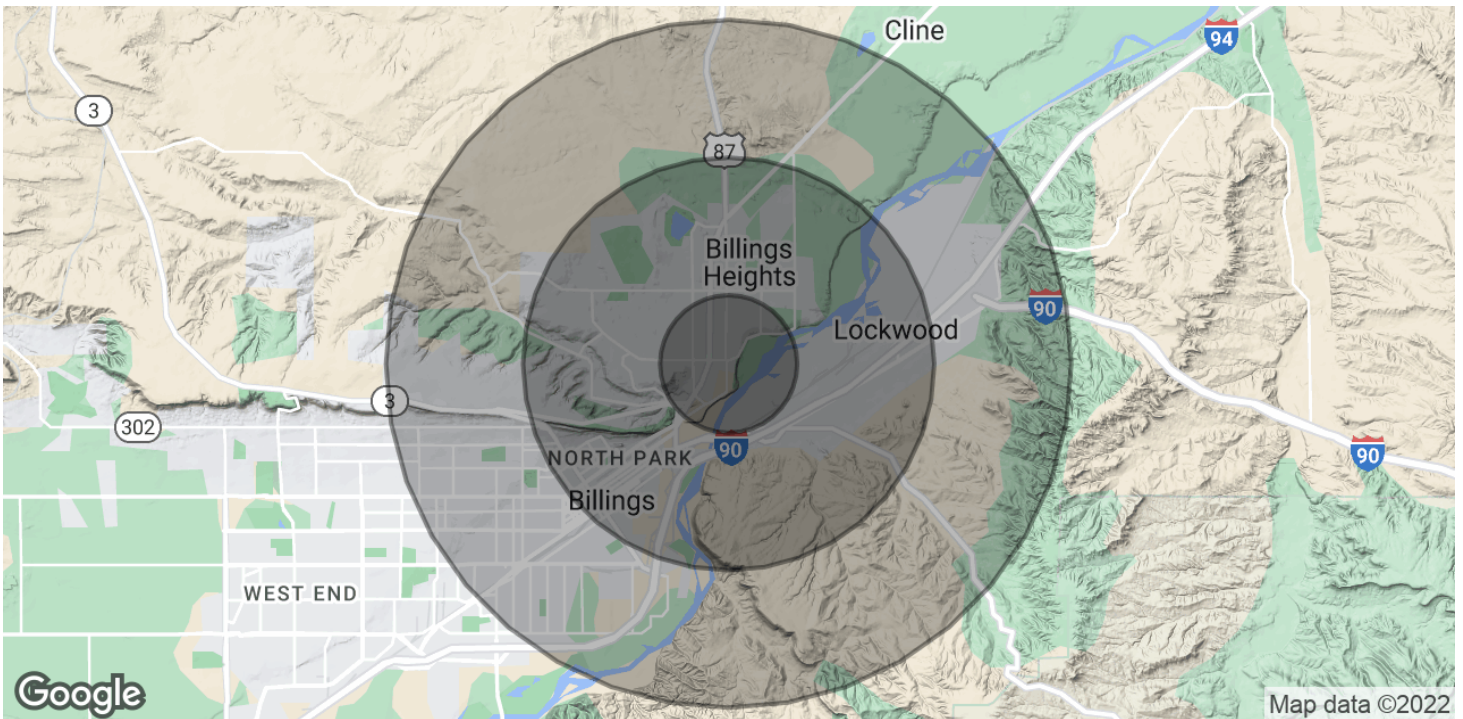 Cline
94
3
87
Billings
Heights
90
Lockwood
3
302
90
90
NORTH PARK
Billings
WEST END
Google
Map data ©2022